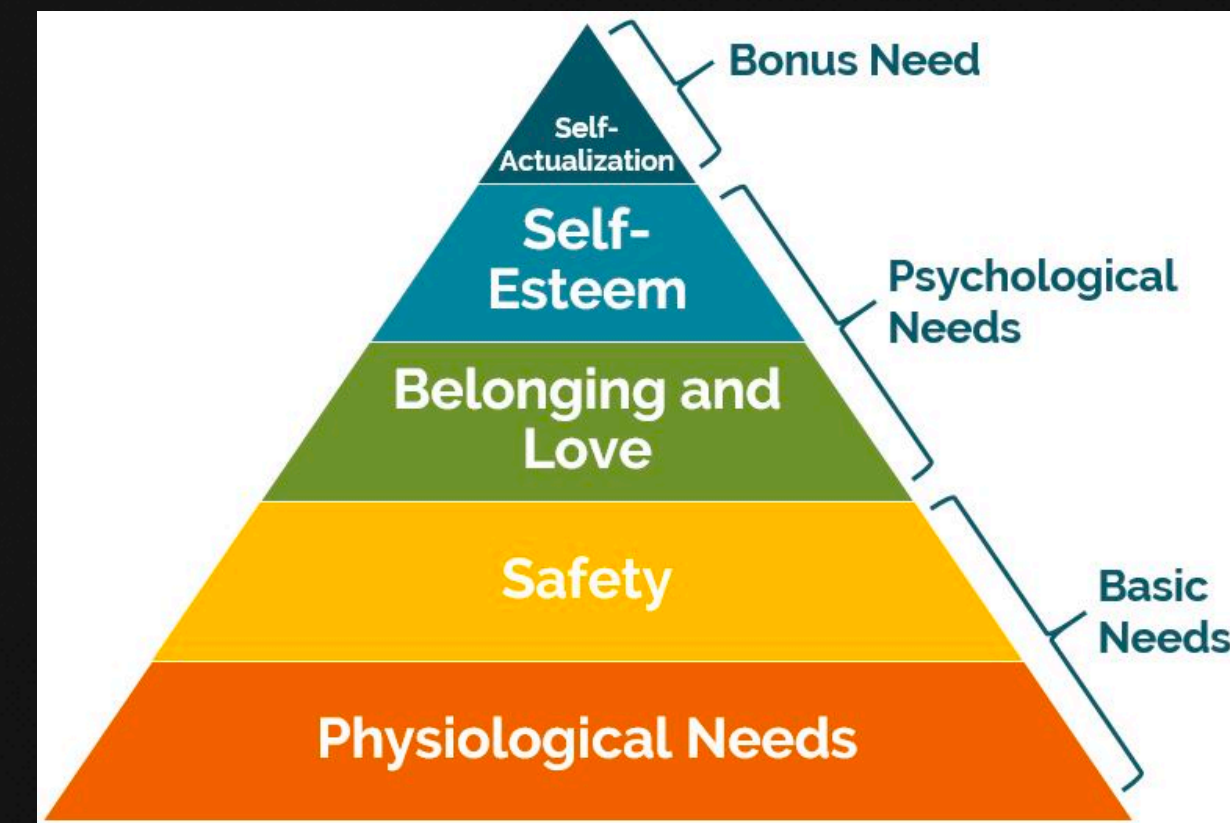 Bonus Need
Self-
Actualization
Self-
Esteem
Psychological
Needs
Belonging and
Love
Safety
Basic
Needs
Physiological Needs